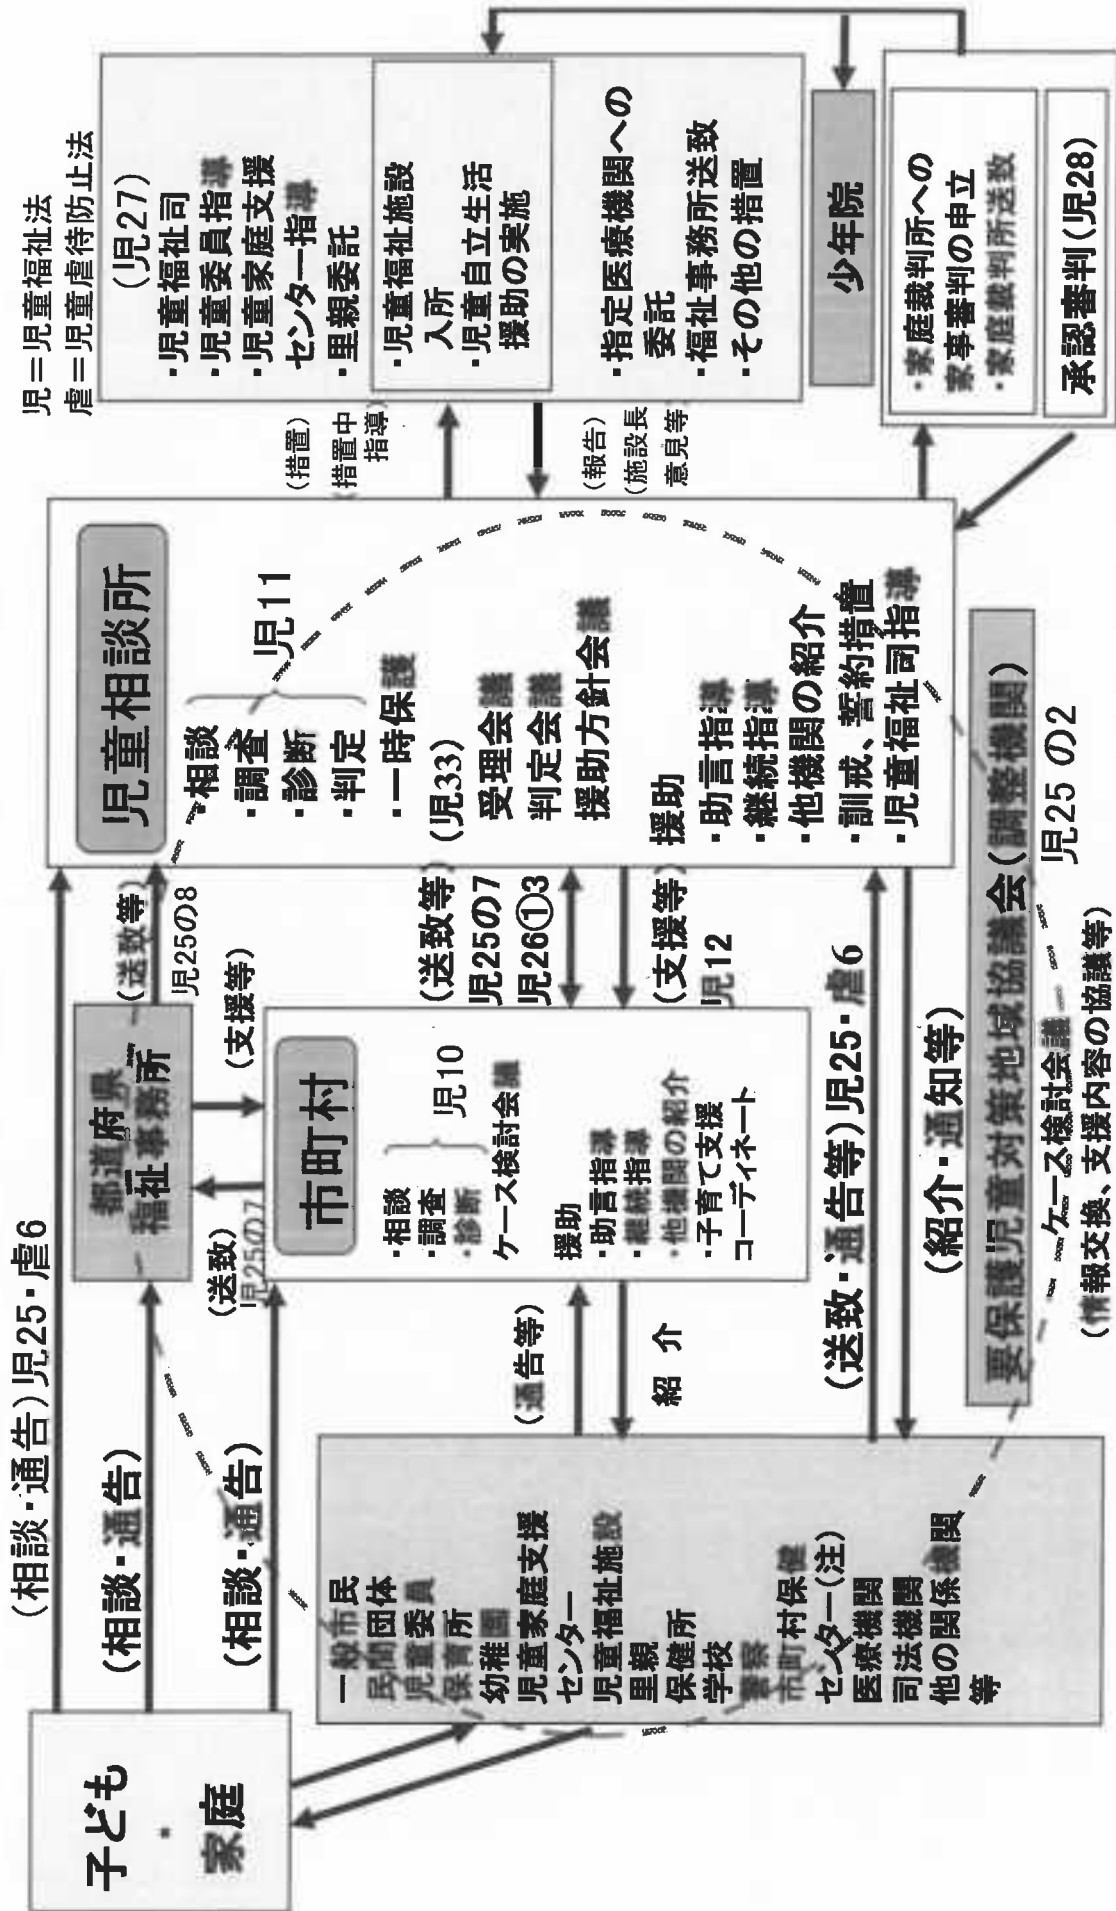 児=児童福祉法
虐=児童虐待防止法
子ども
・
家庭
(相談・通告)児25・虐6
(相談・通告)
(相談・通告)
一般市民
民間団体
児童委員
保育所
幼稚園
児童家庭支援
センター
児童福祉施設
里親
保健所
学校
警察
市町村保健
センター(注)
医療機関
司法機関
他の関係機関
等
都道府県
福祉事務所
(送致等)
児25の8
(送致)
児25の7
(支援等)
市町村
・相談
・調査
・診断
児10
ケース検討会議
援助
・助言指導
・継続指導
・他機関の紹介
・子育て支援
コーディネート
(通告等)
紹 介
(送致等)
児25の7
児26①3
(支援等)
児12
(送致・通告等)児25・虐6
(紹介・通知等)
児童相談所
・相談
・調査
・診断
・判定
児11
・一時保護
(児33)
受理会議
判定会議
援助方針会議
援助
・助言指導
・継続指導
・他機関の紹介
・訓戒、誓約措置
・児童福祉司指導
要保護児童対策地域協議会(調整機関)
児25 の2
ケース検討会議
(情報交換、支援内容の協議等)
(措置)
(措置中
指導)
(報告)
(施設長
意見等)
(児27)
・児童福祉司
・児童委員指導
・児童家庭支援
センター指導
・里親委託
・児童福祉施設
入所
・児童自立生活
援助の実施
・指定医療機関への
委託
・福祉事務所送致
・その他の措置
少年院
・家庭裁判所への
家事審判の申立
・家庭裁判所送致
承認審判(児28)